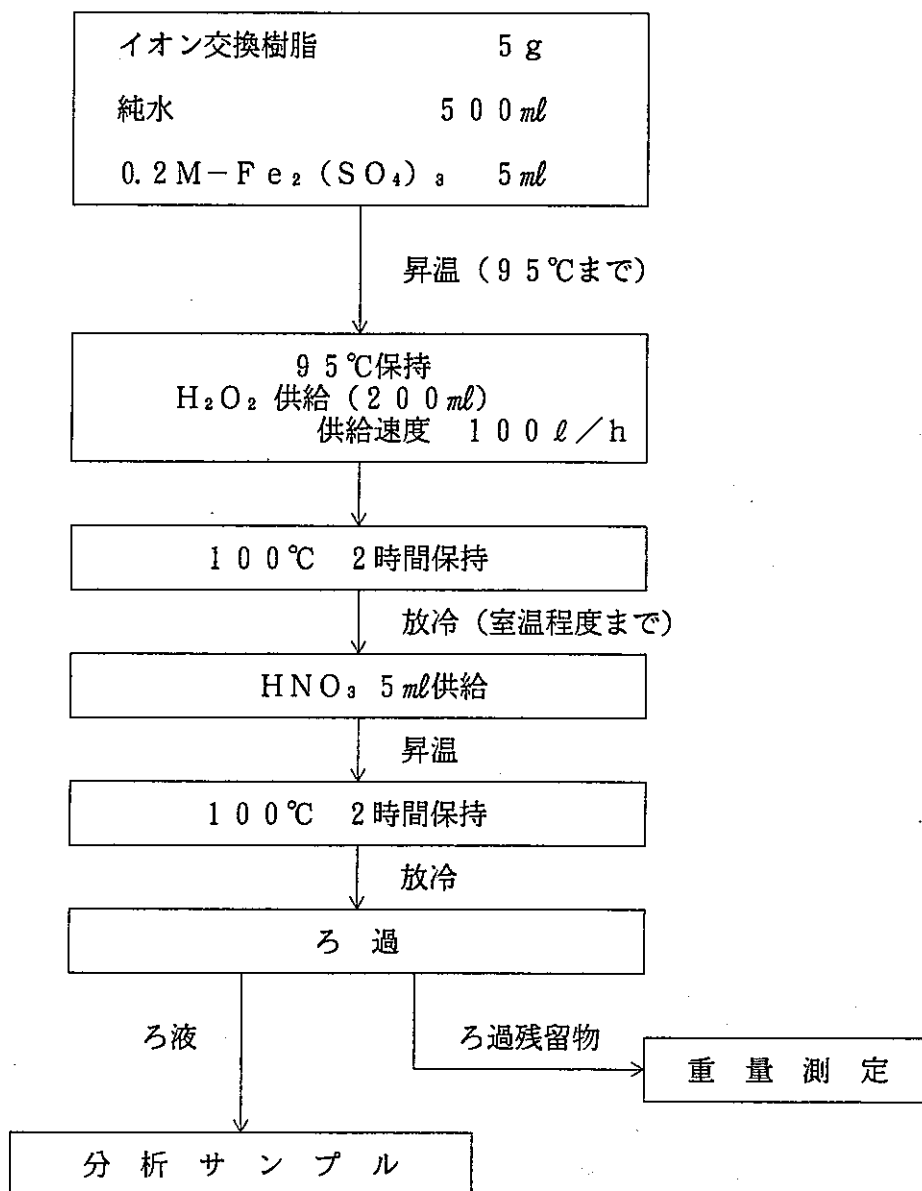 イオン交換樹脂 5g
純水 500㎖
0.2M-Fe₂(SO₄)₃ 5㎖
昇温(95℃まで)
95℃保持
H₂O₂ 供給(200㎖)
供給速度 100ℓ/h
100℃ 2時間保持
放冷(室温程度まで)
HNO₃ 5㎖供給
昇温
100℃ 2時間保持
放冷
ろ過
ろ液
ろ過残留物
重量測定
分析サンプル